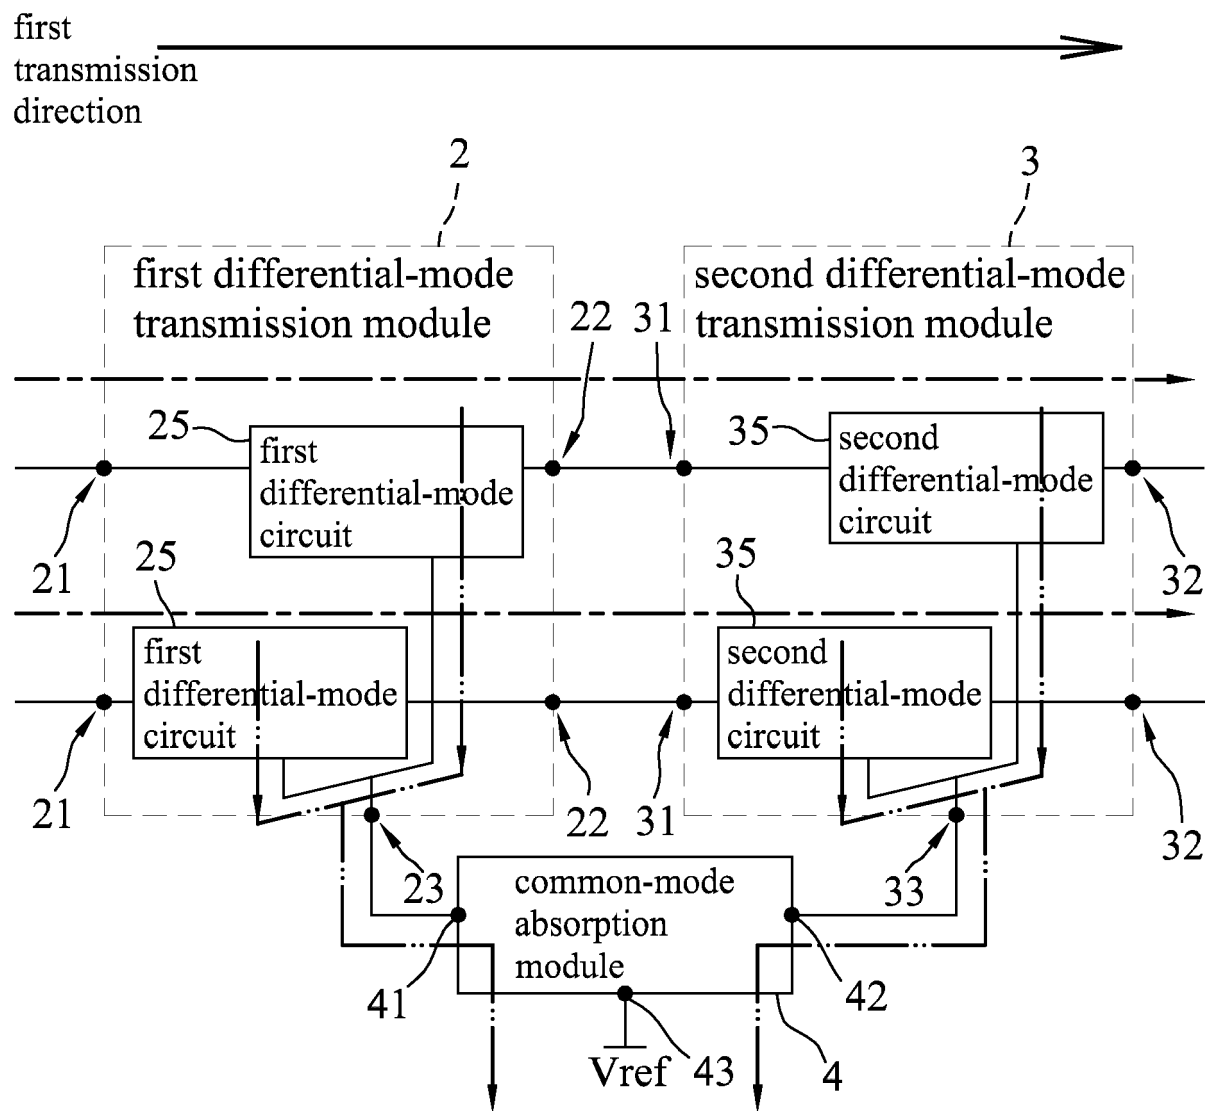 first
transmission
direction
2
3
first differential-mode
transmission module
second differential-mode
transmission module
22
31
25
first
differential-mode
circuit
35
second
differential-mode
circuit
21
32
25
first
differential-mode
circuit
35
second
differential-mode
circuit
21
22
31
32
23
33
common-mode
absorption
module
41
42
43
4
Vref